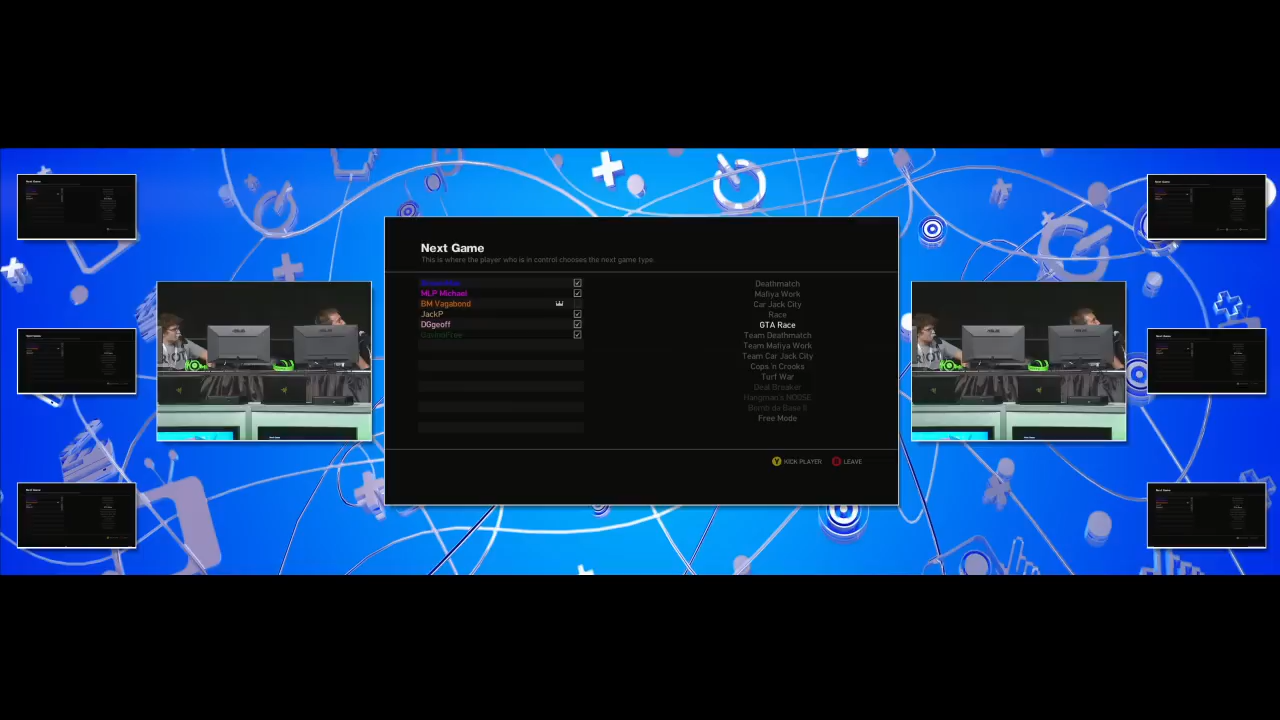 Next Game
This is where the player who is in control chooses the next game type.
MLP Michael
BM Vagabond
JackP
DGgeoff
Deathmatch
Mafiya Work
Car Jack City
Race
GTA Race
Team Deathmatch
Team Mafiya Work
Team Car Jack City
Cops 'n Crooks
Turf War
Deal Breaker
Hangman's NOOSE
Bomb da Base II
Free Mode
Y KICK PLAYER
B LEAVE